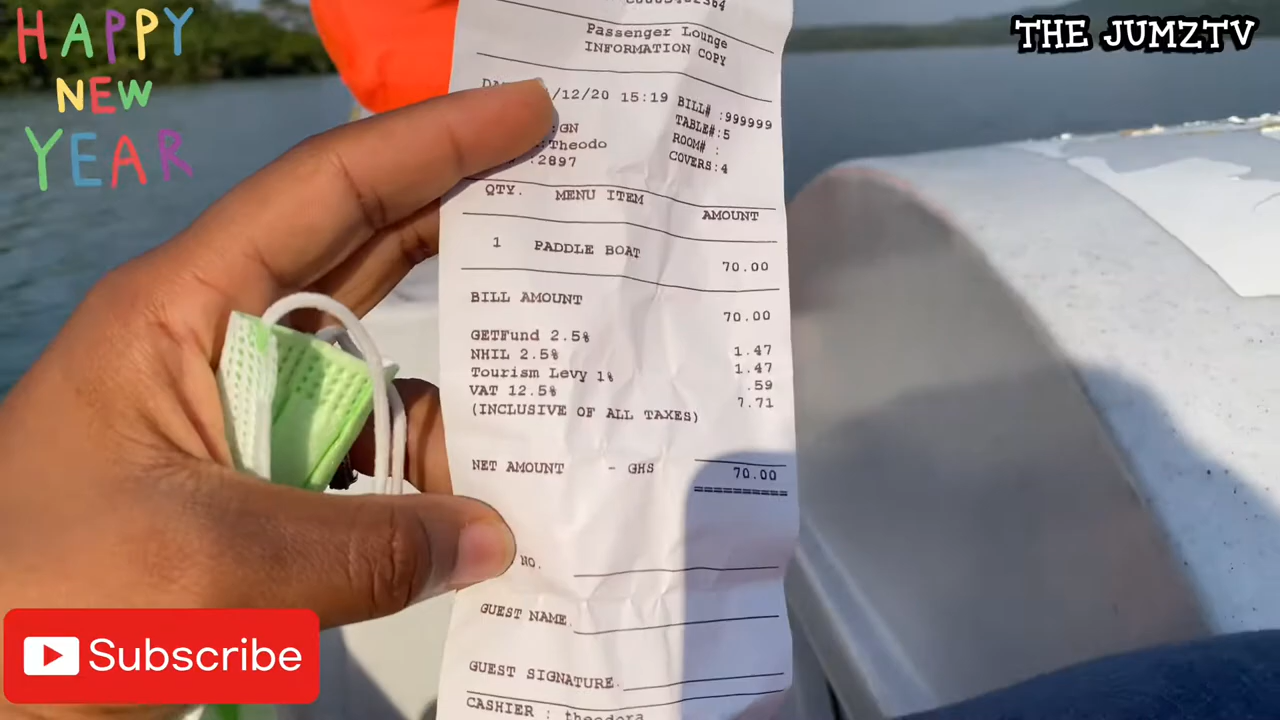 HAPPY
NEW
YEAR
THE JUMZTV
Passenger Lounge
INFORMATION COPY
/12/20 15:19 BILL# :999999
:GN TABLE#:5
:Theodo ROOM# :
:2897 COVERS:4
QTY. MENU ITEM AMOUNT
1 PADDLE BOAT 70.00
BILL AMOUNT 70.00
GETFund 2.5% 1.47
NHIL 2.5% 1.47
Tourism Levy 1% .59
VAT 12.5% 7.71
(INCLUSIVE OF ALL TAXES)
NET AMOUNT - GHS 70.00
==========
NO.
GUEST NAME
GUEST SIGNATURE
CASHIER : theodora
Subscribe